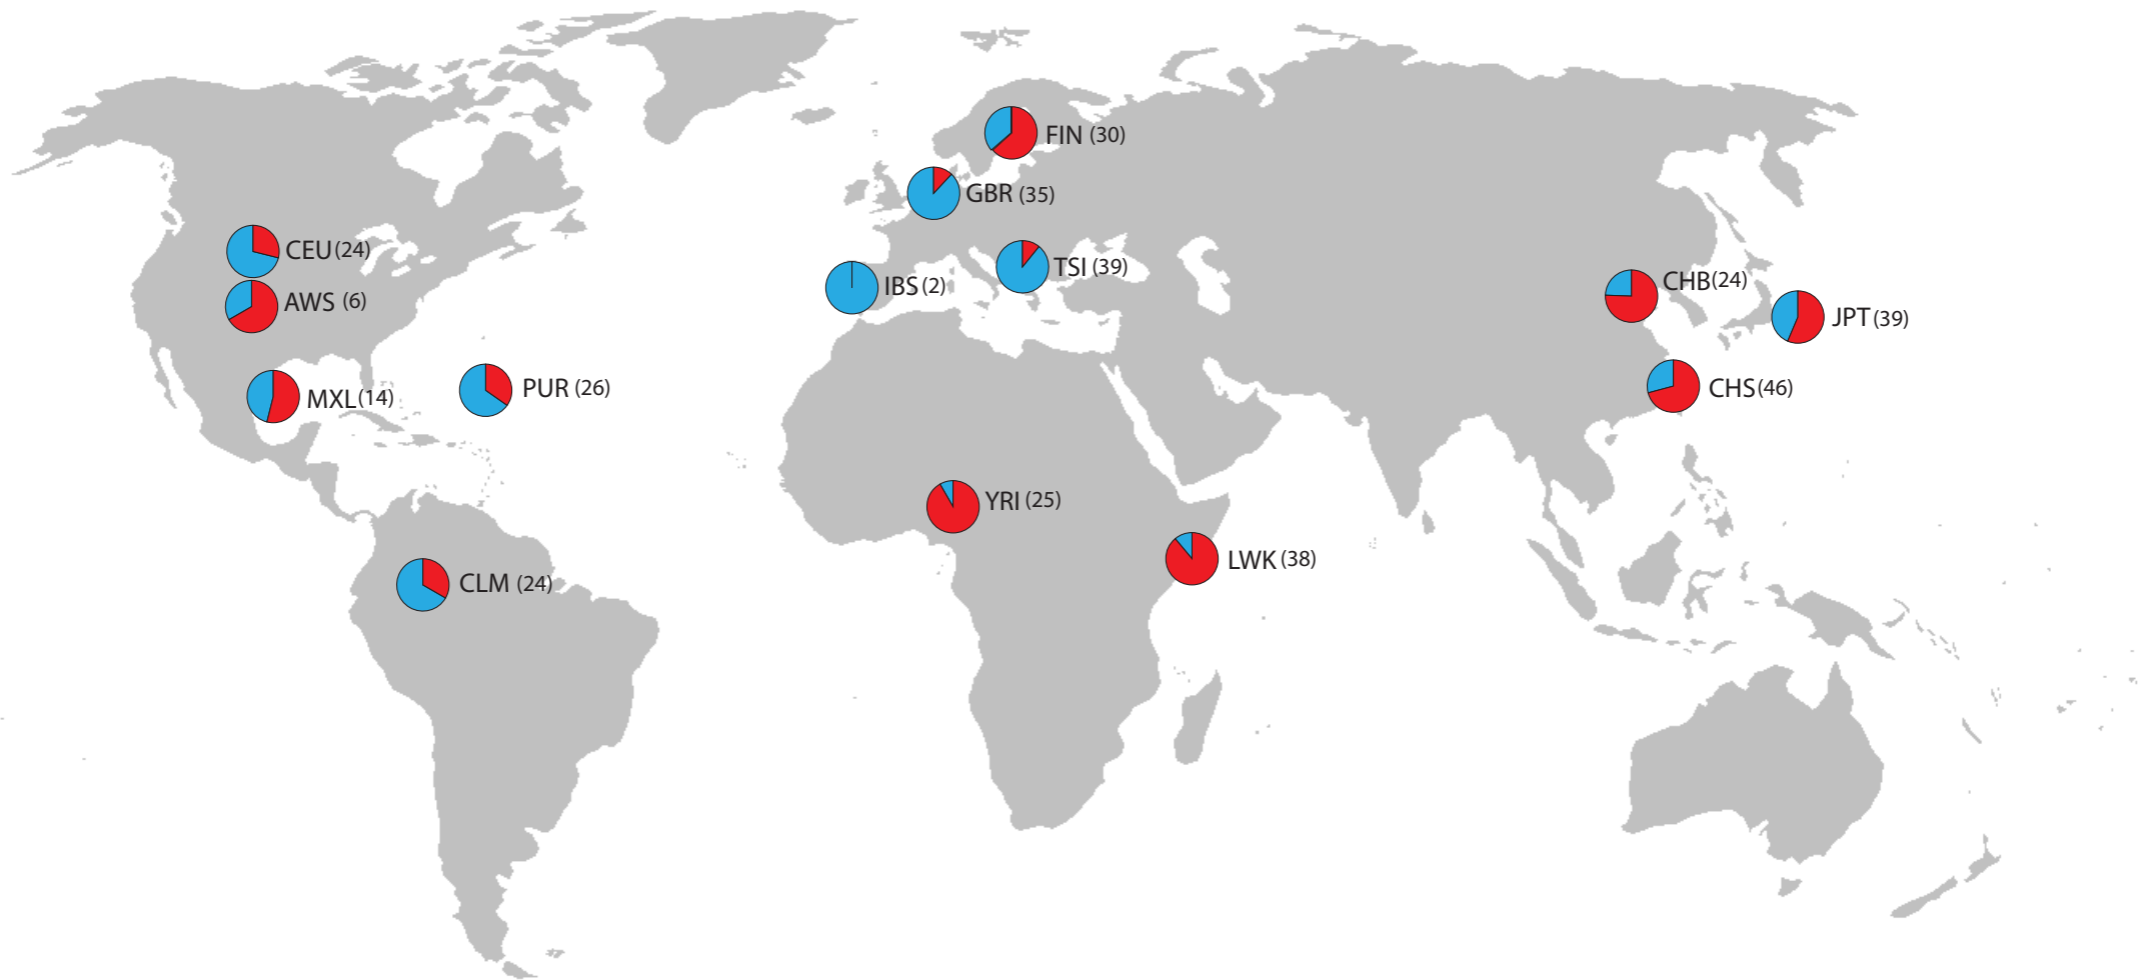 FIN (30)
GBR (35)
CEU (24)
TSI (39)
IBS (2)
AWS (6)
CHB (24)
JPT (39)
MXL (14)
PUR (26)
CHS (46)
YRI (25)
LWK (38)
CLM (24)